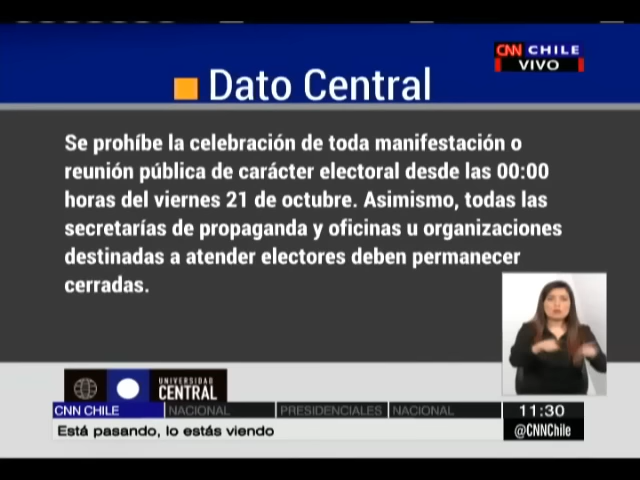 CNN CHILE
VIVO
Dato Central
Se prohíbe la celebración de toda manifestación o
reunión pública de carácter electoral desde las 00:00
horas del viernes 21 de octubre. Asimismo, todas las
secretarías de propaganda y oficinas u organizaciones
destinadas a atender electores deben permanecer
cerradas.
UNIVERSIDAD
CENTRAL
CNN CHILE NACIONAL PRESIDENCIALES NACIONAL 11:30
Está pasando, lo estás viendo @CNNChile